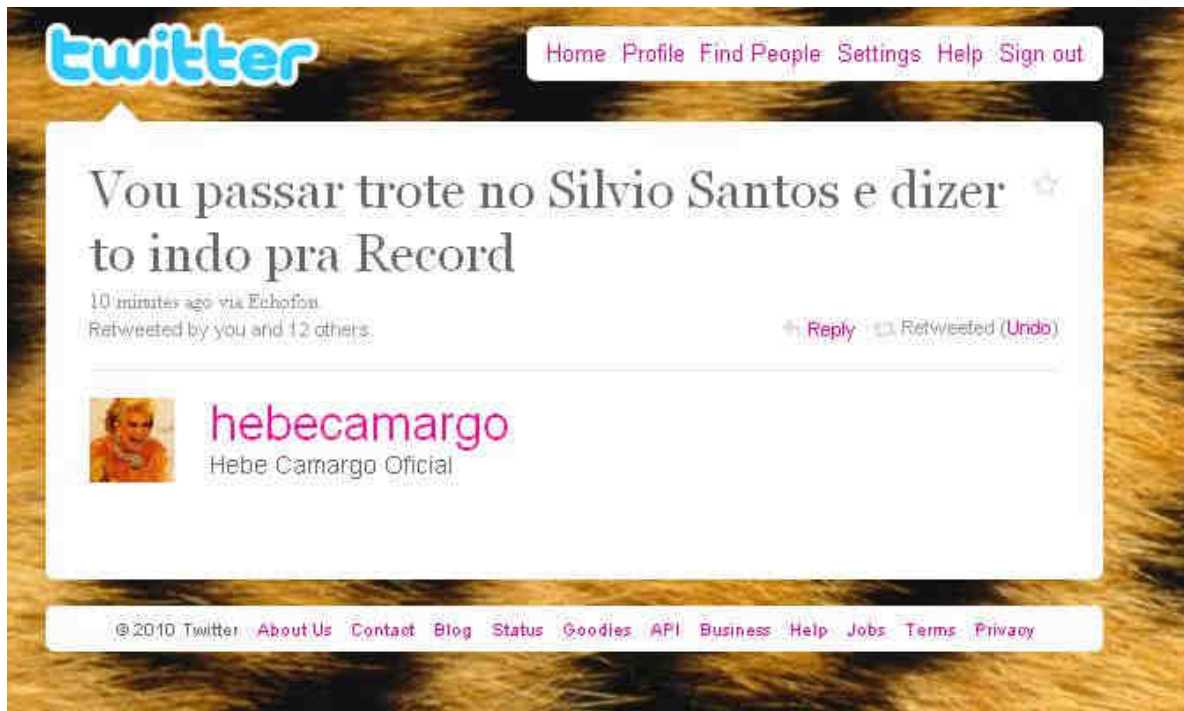 twitter
Home Profile Find People Settings Help Sign out
Vou passar trote no Silvio Santos e dizer
to indo pra Record
10 minutes ago via Echofon
Retweeted by you and 12 others
Reply Retweeted (Undo)
hebecamargo
Hebe Camargo Oficial
© 2010 Twitter About Us Contact Blog Status Goodies API Business Help Jobs Terms Privacy